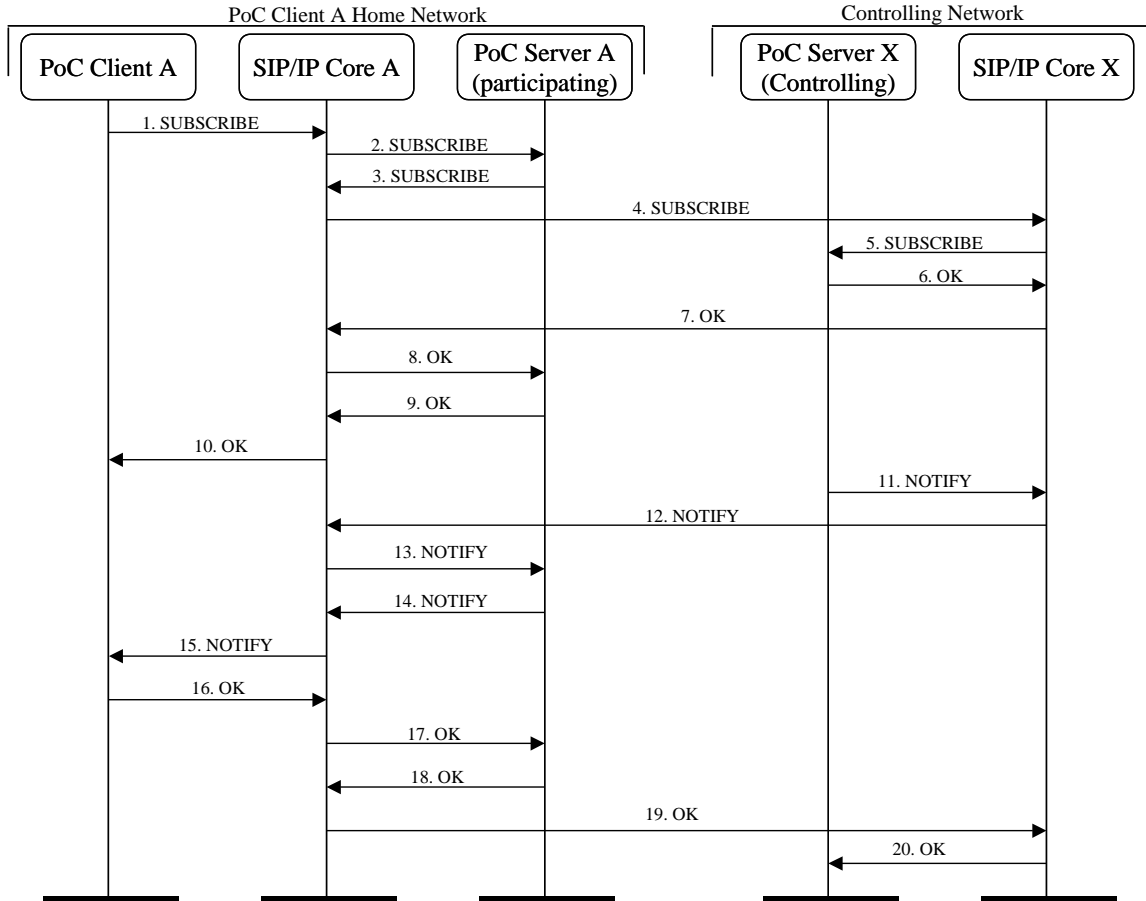 PoC Client A Home Network
Controlling Network
PoC Client A
SIP/IP Core A
PoC Server A
(participating)
PoC Server X
(Controlling)
SIP/IP Core X
1. SUBSCRIBE
2. SUBSCRIBE
3. SUBSCRIBE
4. SUBSCRIBE
5. SUBSCRIBE
6. OK
7. OK
8. OK
9. OK
10. OK
11. NOTIFY
12. NOTIFY
13. NOTIFY
14. NOTIFY
15. NOTIFY
16. OK
17. OK
18. OK
19. OK
20. OK